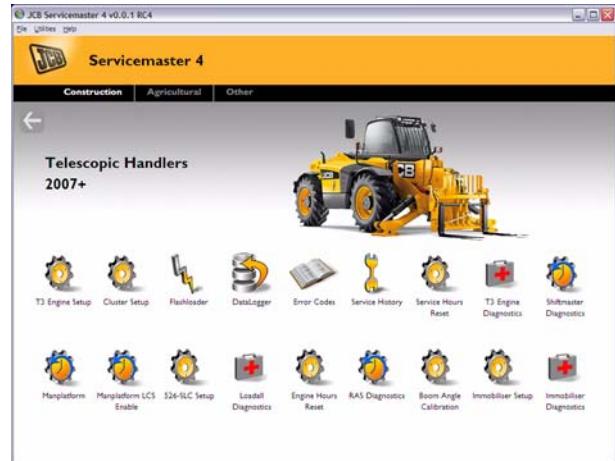 JCB Servicemaster 4 v0.0.1 RC4
File Utilities Help
JCB
Servicemaster 4
Construction Agricultural Other
Telescopic Handlers
2007+
JCB
T3 Engine Setup Cluster Setup Flashloader DataLogger Error Codes Service History Service Hours Reset T3 Engine Diagnostics Shiftmaster Diagnostics
Manplatform Manplatform LCS Enable 526-SLC Setup Loadall Diagnostics Engine Hours Reset RAS Diagnostics Boom Angle Calibration Immobiliser Setup Immobiliser Diagnostics